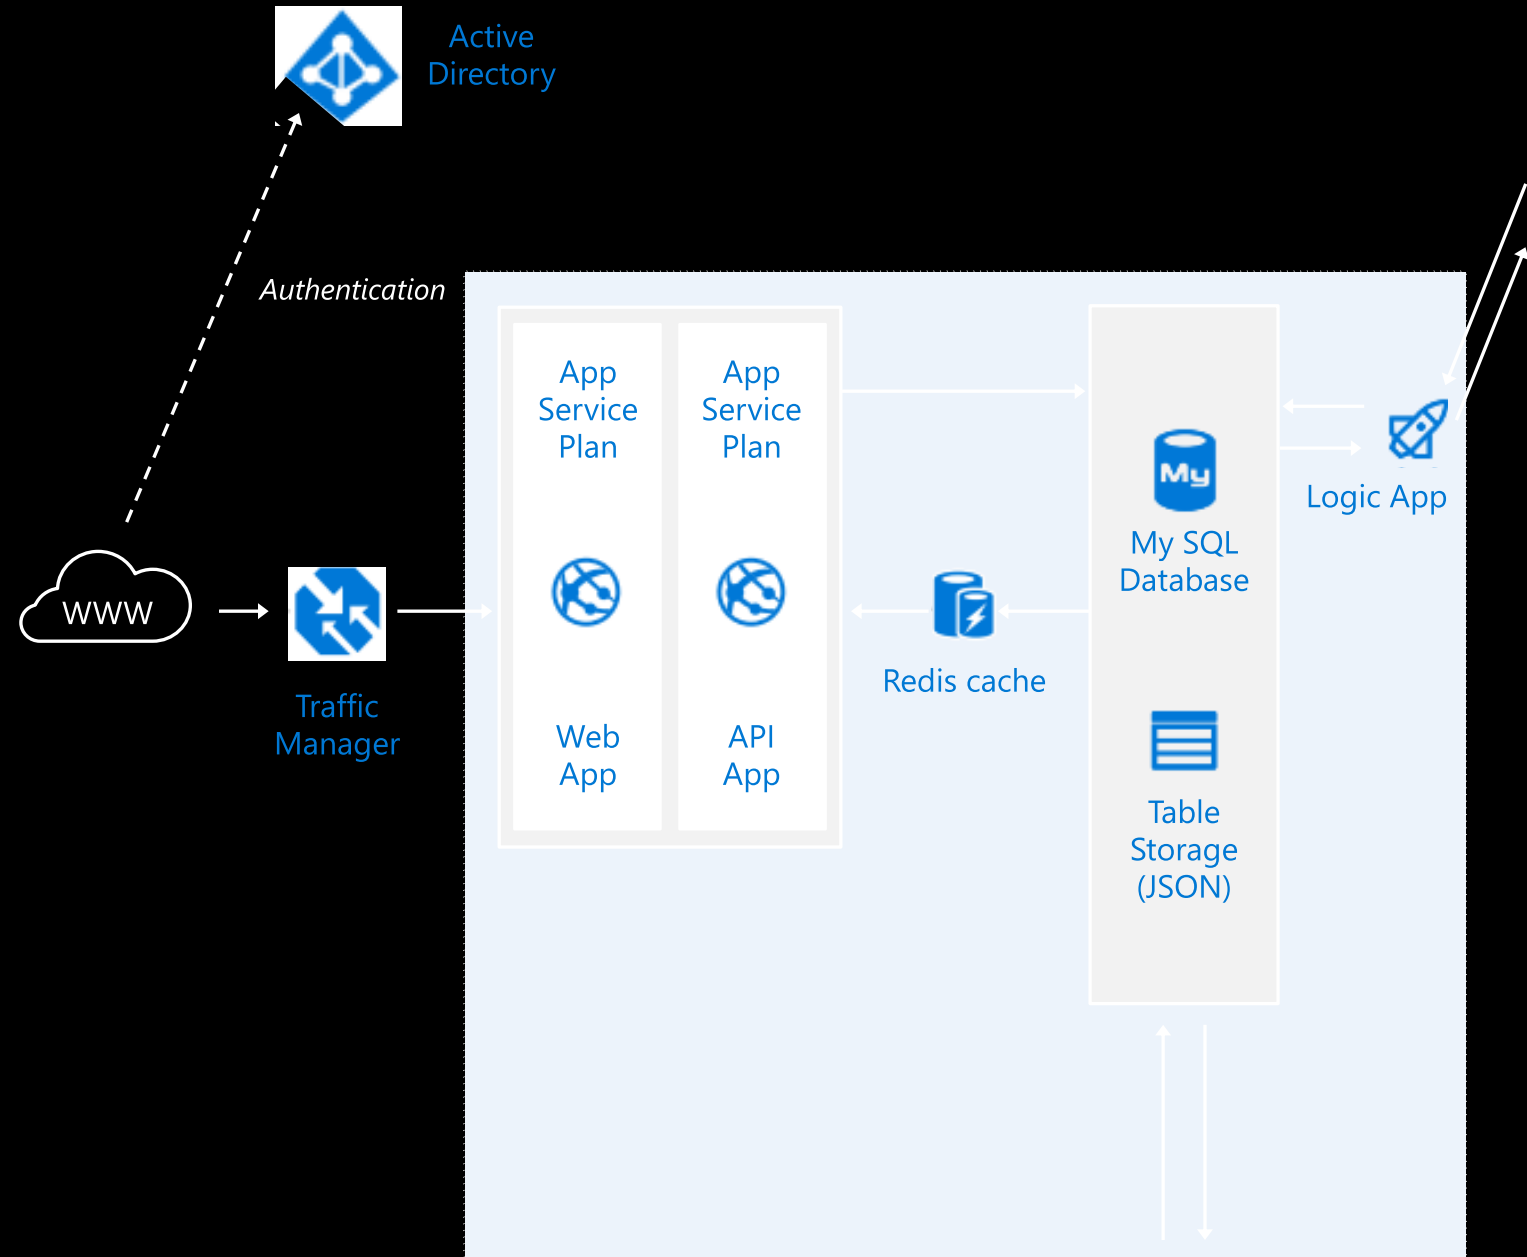 Active
Directory
Authentication
App
Service
Plan
App
Service
Plan
My
Logic App
My SQL
Database
WWW
Redis cache
Traffic
Manager
Web
App
API
App
Table
Storage
(JSON)